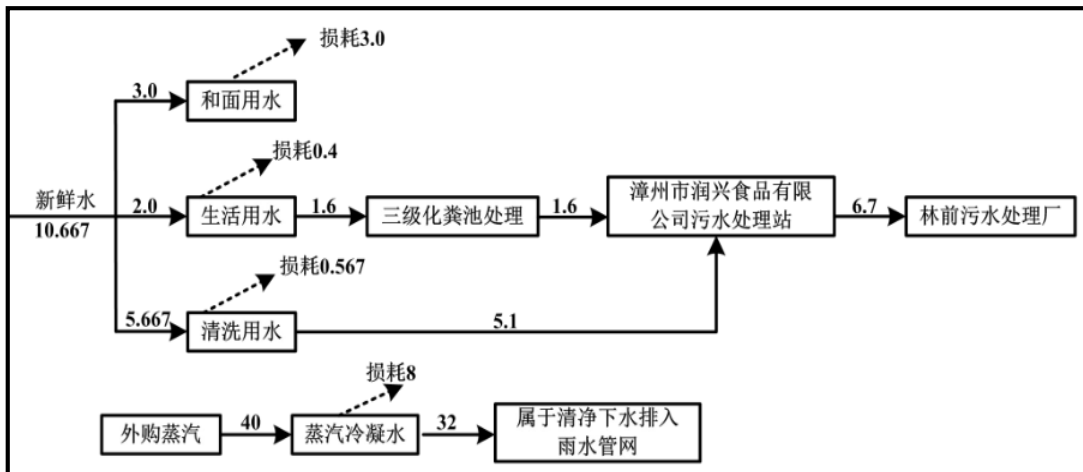 损耗3.0
3.0
和面用水
损耗0.4
新鲜水
10.667
2.0
生活用水
1.6
三级化粪池处理
1.6
漳州市润兴食品有限
公司污水处理站
6.7
林前污水处理厂
损耗0.567
5.667
清洗用水
5.1
损耗8
外购蒸汽
40
蒸汽冷凝水
32
属于清净下水排入
雨水管网